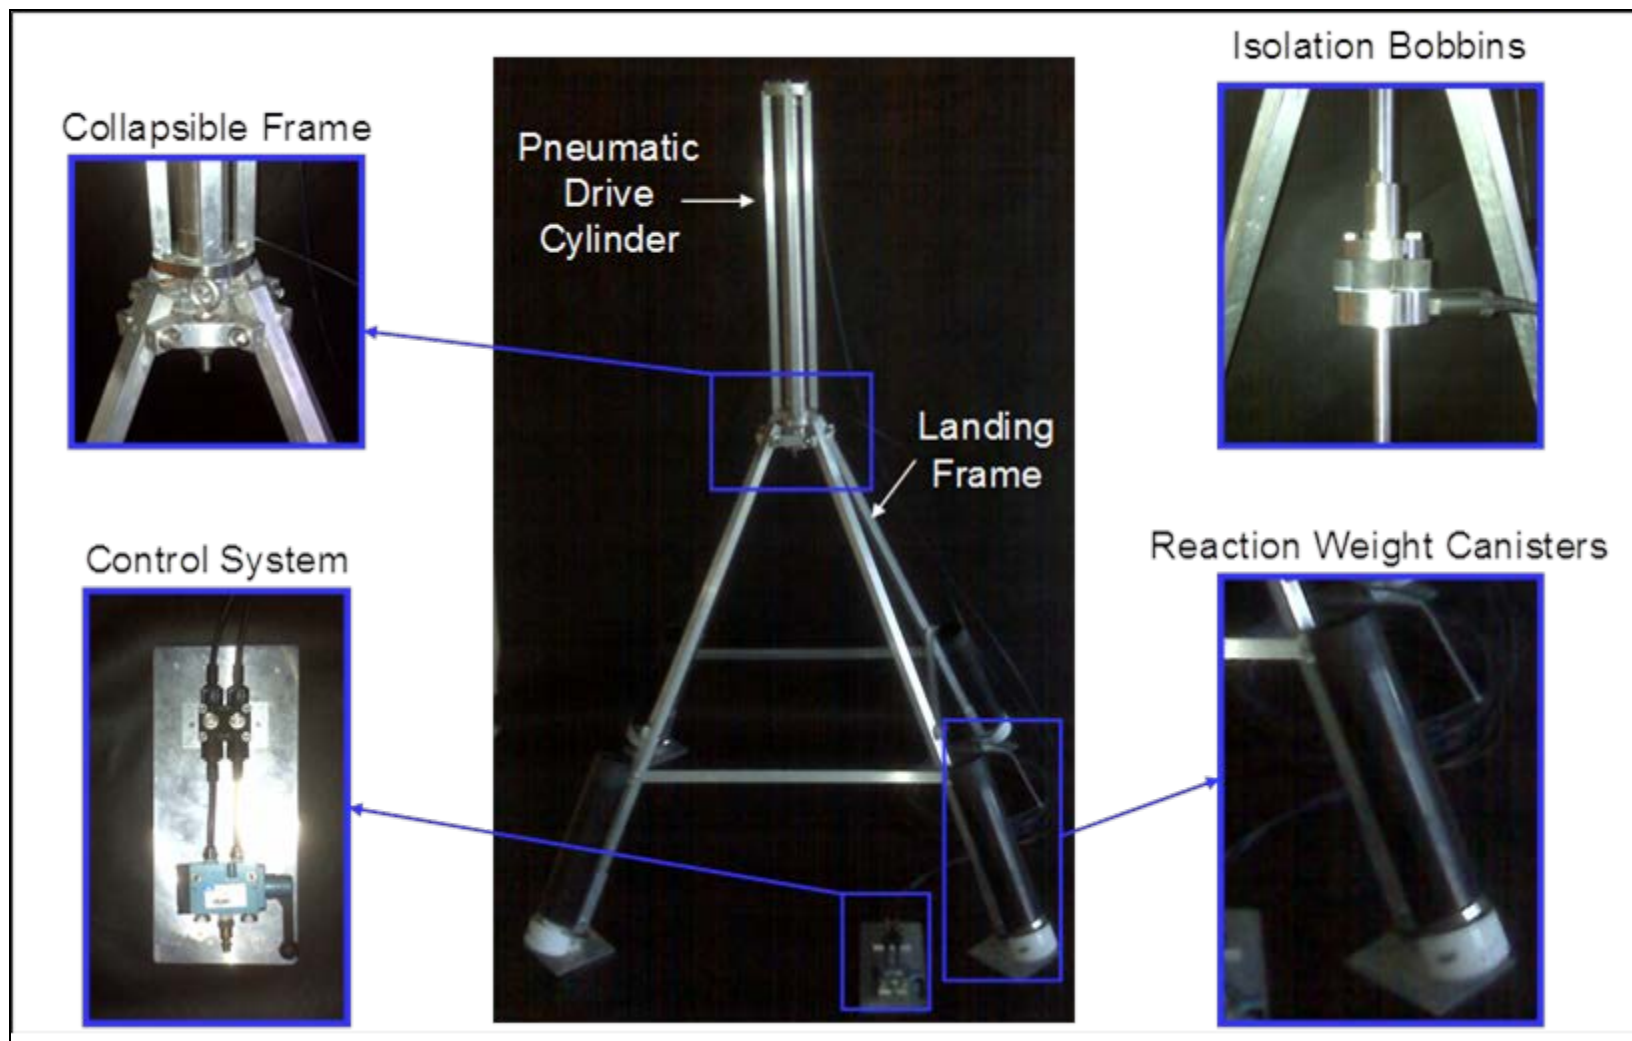 Isolation Bobbins
Collapsible Frame
Pneumatic
Drive
Cylinder
Landing
Frame
Control System
Reaction Weight Canisters